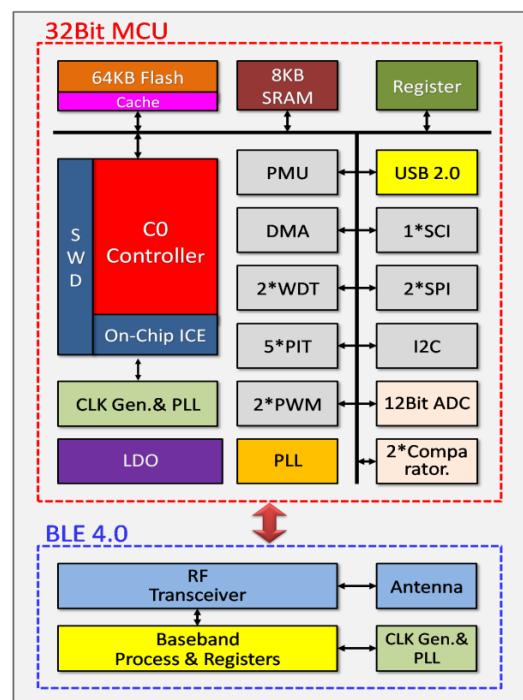 32Bit MCU
64KB Flash
Cache
8KB
SRAM
Register
SWD
C0
Controller
On-Chip ICE
PMU
USB 2.0
DMA
1*SCI
2*WDT
2*SPI
5*PIT
I2C
CLK Gen.& PLL
2*PWM
12Bit ADC
LDO
PLL
2*Compa
rator.
BLE 4.0
RF
Transceiver
Antenna
Baseband
Process & Registers
CLK Gen.&
PLL